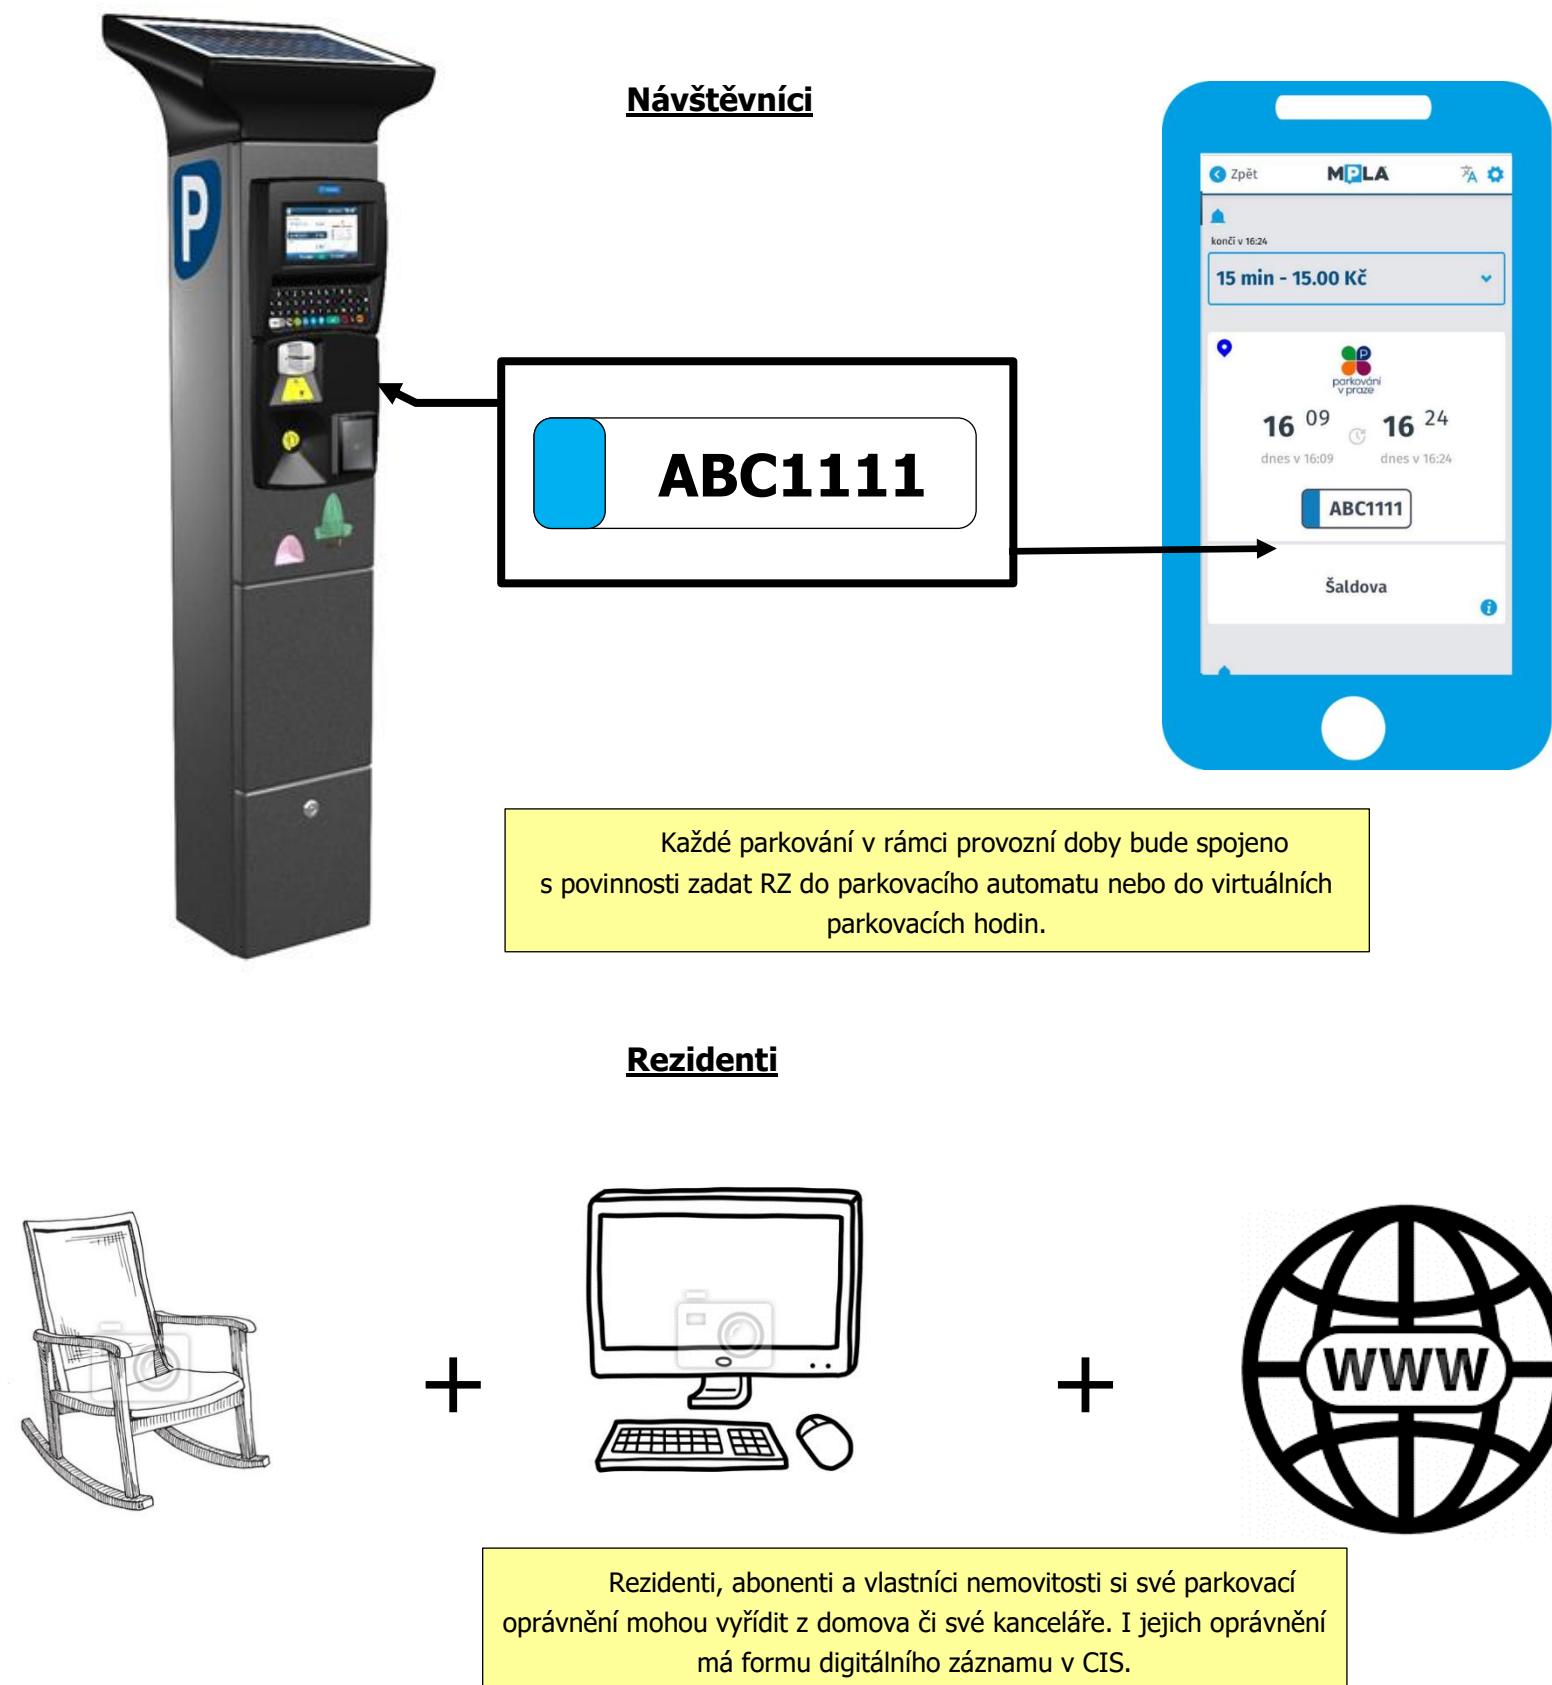 Návštěvníci
P
Zpět
MPLA
končí v 16:24
15 min - 15.00 Kč
P
parkování
v praze
16 09
16 24
dnes v 16:09
dnes v 16:24
ABC1111
Šaldova
ABC1111
Každé parkování v rámci provozní doby bude spojeno
s povinnosti zadat RZ do parkovacího automatu nebo do virtuálních
parkovacích hodin.
Rezidenti
+
+
WWW
Rezidenti, abonenti a vlastníci nemovitosti si své parkovací
oprávnění mohou vyřídit z domova či své kanceláře. I jejich oprávnění
má formu digitálního záznamu v CIS.